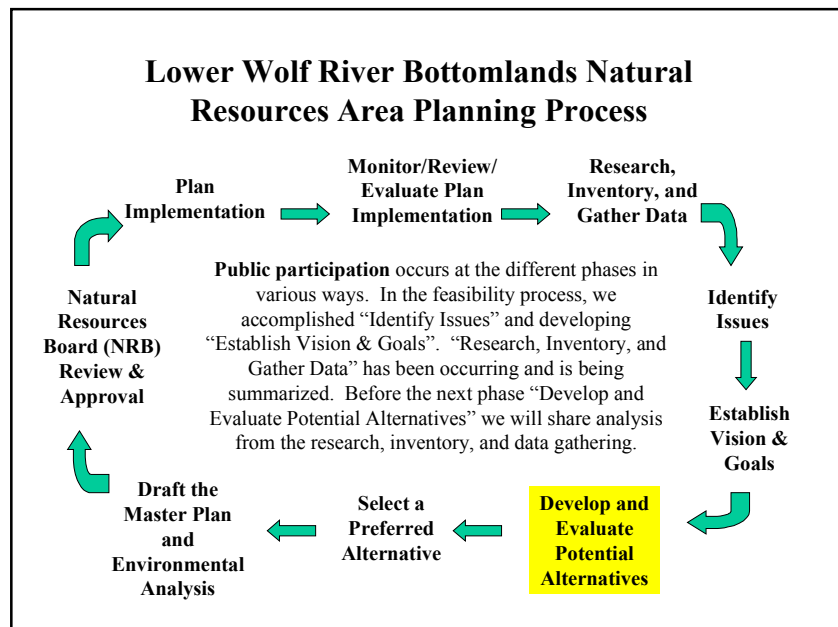 Lower Wolf River Bottomlands Natural
Resources Area Planning Process
Plan
Implementation
Monitor/Review/
Evaluate Plan
Implementation
Research,
Inventory, and
Gather Data
Identify
Issues
Establish
Vision &
Goals
Develop and
Evaluate
Potential
Alternatives
Select a
Preferred
Alternative
Draft the
Master Plan
and
Environmental
Analysis
Natural
Resources
Board (NRB)
Review &
Approval
Public participation occurs at the different phases in
various ways. In the feasibility process, we
accomplished “Identify Issues” and developing
“Establish Vision & Goals”. “Research, Inventory, and
Gather Data” has been occurring and is being
summarized. Before the next phase “Develop and
Evaluate Potential Alternatives” we will share analysis
from the research, inventory, and data gathering.